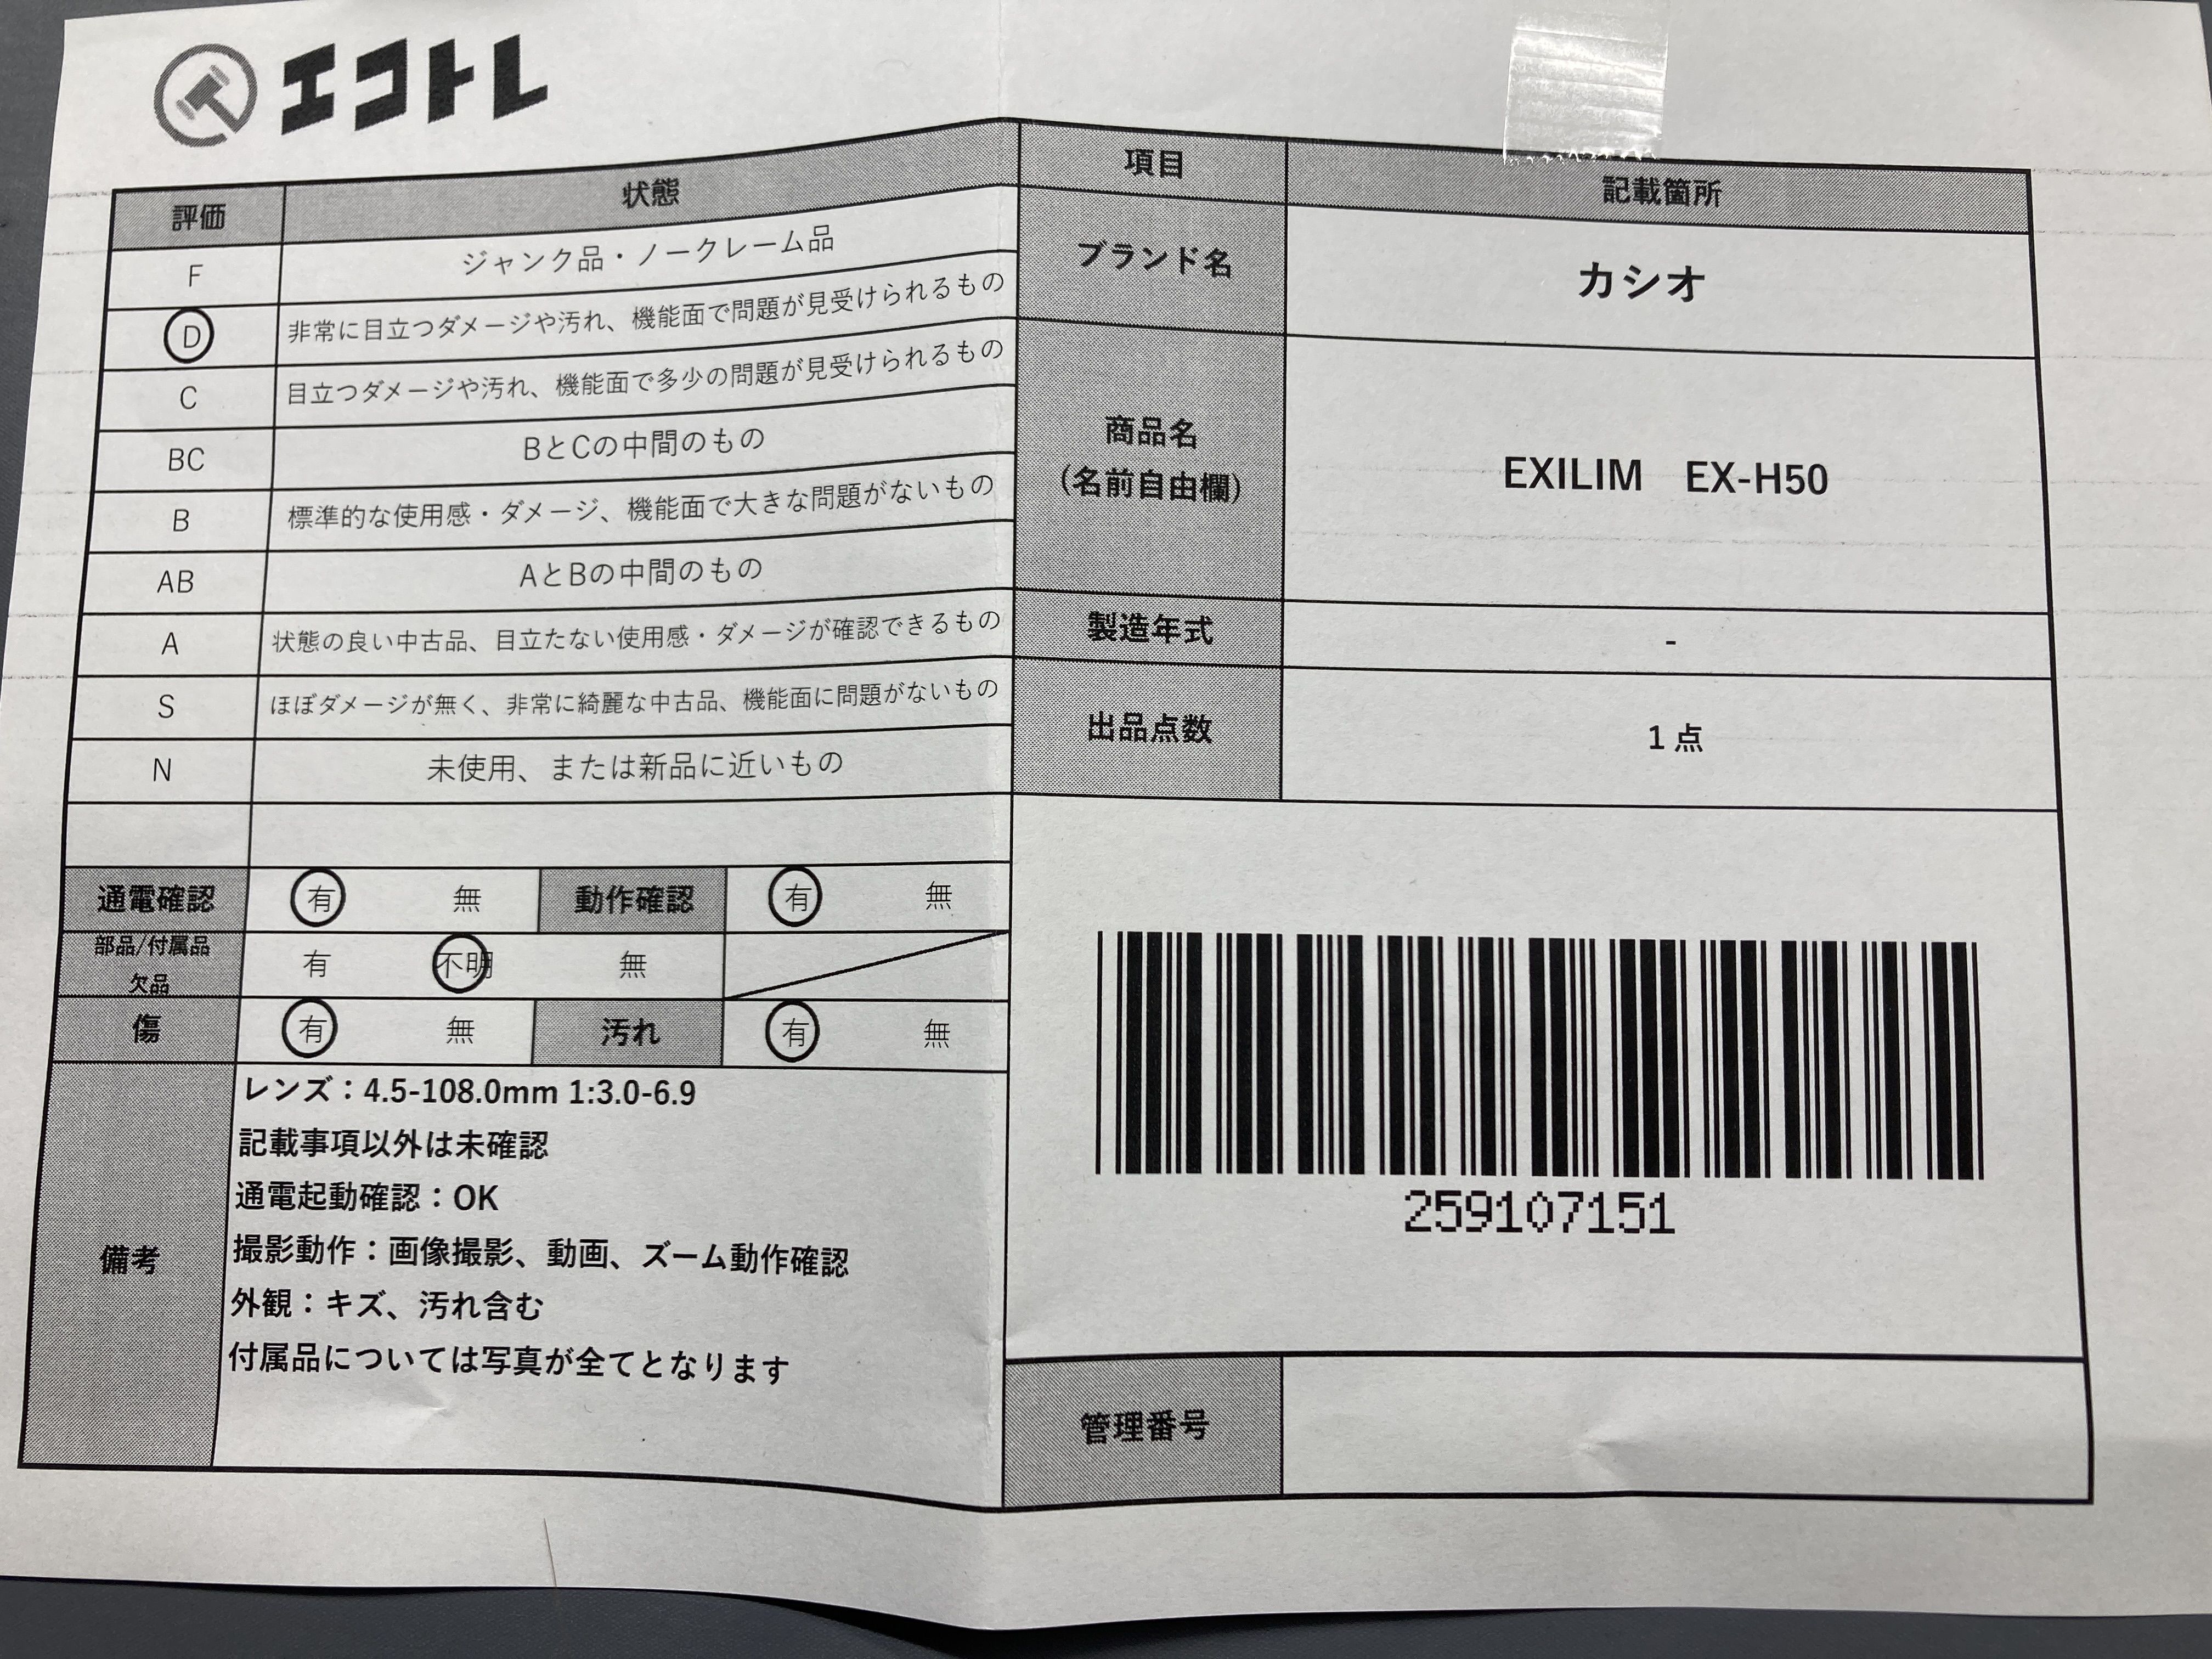 エコトレ
評価 状態
F ジャンク品・ノークレーム品
D 非常に目立つダメージや汚れ、機能面で問題が見受けられるもの
C 目立つダメージや汚れ、機能面で多少の問題が見受けられるもの
BC BとCの中間のもの
B 標準的な使用感・ダメージ、機能面で大きな問題がないもの
AB AとBの中間のもの
A 状態の良い中古品、目立たない使用感・ダメージが確認できるもの
S ほぼダメージが無く、非常に綺麗な中古品、機能面に問題がないもの
N 未使用、または新品に近いもの
通電確認 有 無 動作確認 有 無
部品/付属品
欠品 有 不明 無
傷 有 無 汚れ 有 無
備考
レンズ：4.5-108.0mm 1:3.0-6.9
記載事項以外は未確認
通電起動確認：OK
撮影動作：画像撮影、動画、ズーム動作確認
外観：キズ、汚れ含む
付属品については写真が全てとなります
項目 記載箇所
ブランド名 カシオ
商品名
(名前自由欄) EXILIM EX-H50
製造年式 -
出品点数 1点
259107151
管理番号